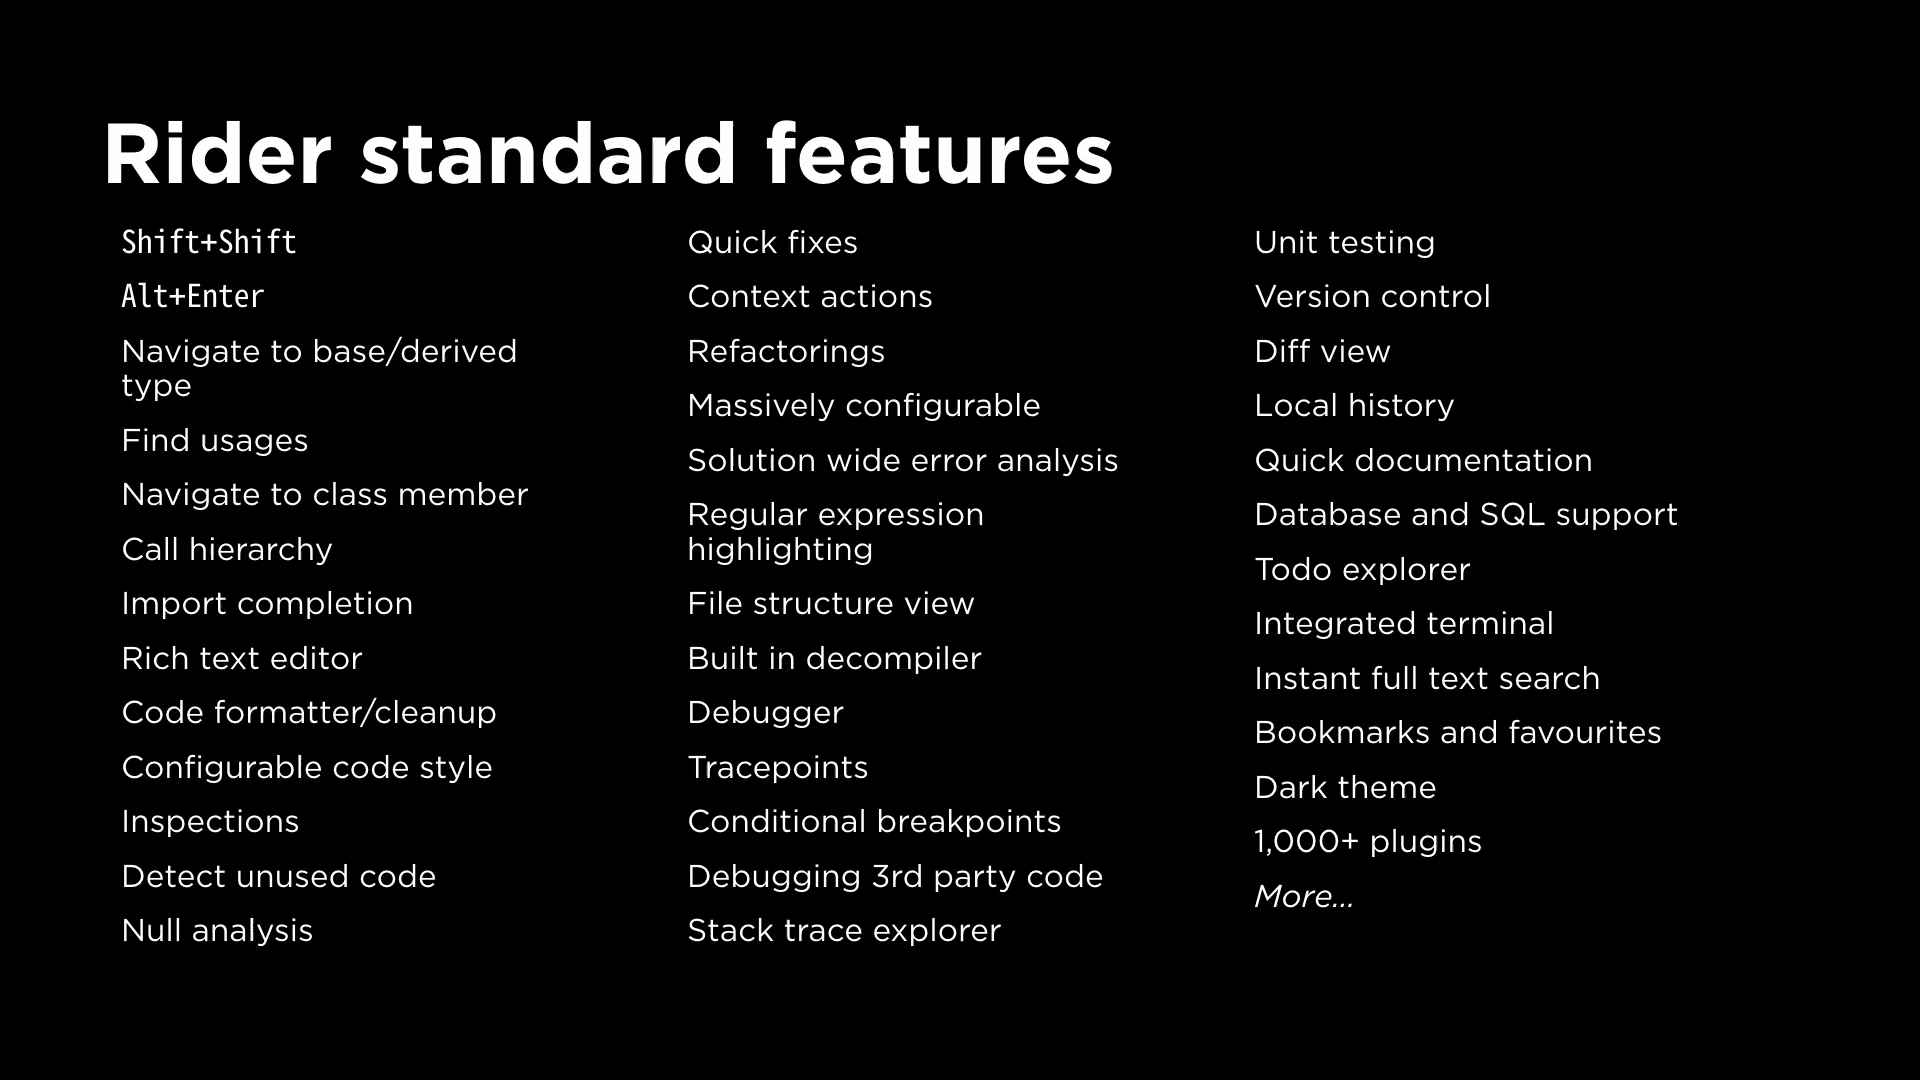 Rider standard features
Shift+Shift
Alt+Enter
Navigate to base/derived
type
Find usages
Navigate to class member
Call hierarchy
Import completion
Rich text editor
Code formatter/cleanup
Configurable code style
Inspections
Detect unused code
Null analysis
Quick fixes
Context actions
Refactorings
Massively configurable
Solution wide error analysis
Regular expression
highlighting
File structure view
Built in decompiler
Debugger
Tracepoints
Conditional breakpoints
Debugging 3rd party code
Stack trace explorer
Unit testing
Version control
Diff view
Local history
Quick documentation
Database and SQL support
Todo explorer
Integrated terminal
Instant full text search
Bookmarks and favourites
Dark theme
1,000+ plugins
More...